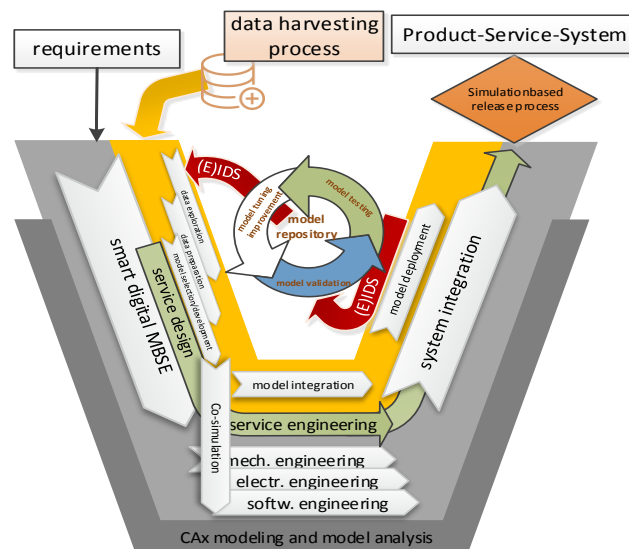 requirements
data harvesting
process
Product-Service-System
Simulationbased
release process
(E)IDS
model tuning
improvement
model testing
model
repository
model validation
(E)IDS
data exploration
data preparation
model selection/development
smart digital MBSE
service design
model deployment
system integration
model integration
Co-simulation
service engineering
mech. engineering
electr. engineering
softw. engineering
CAx modeling and model analysis